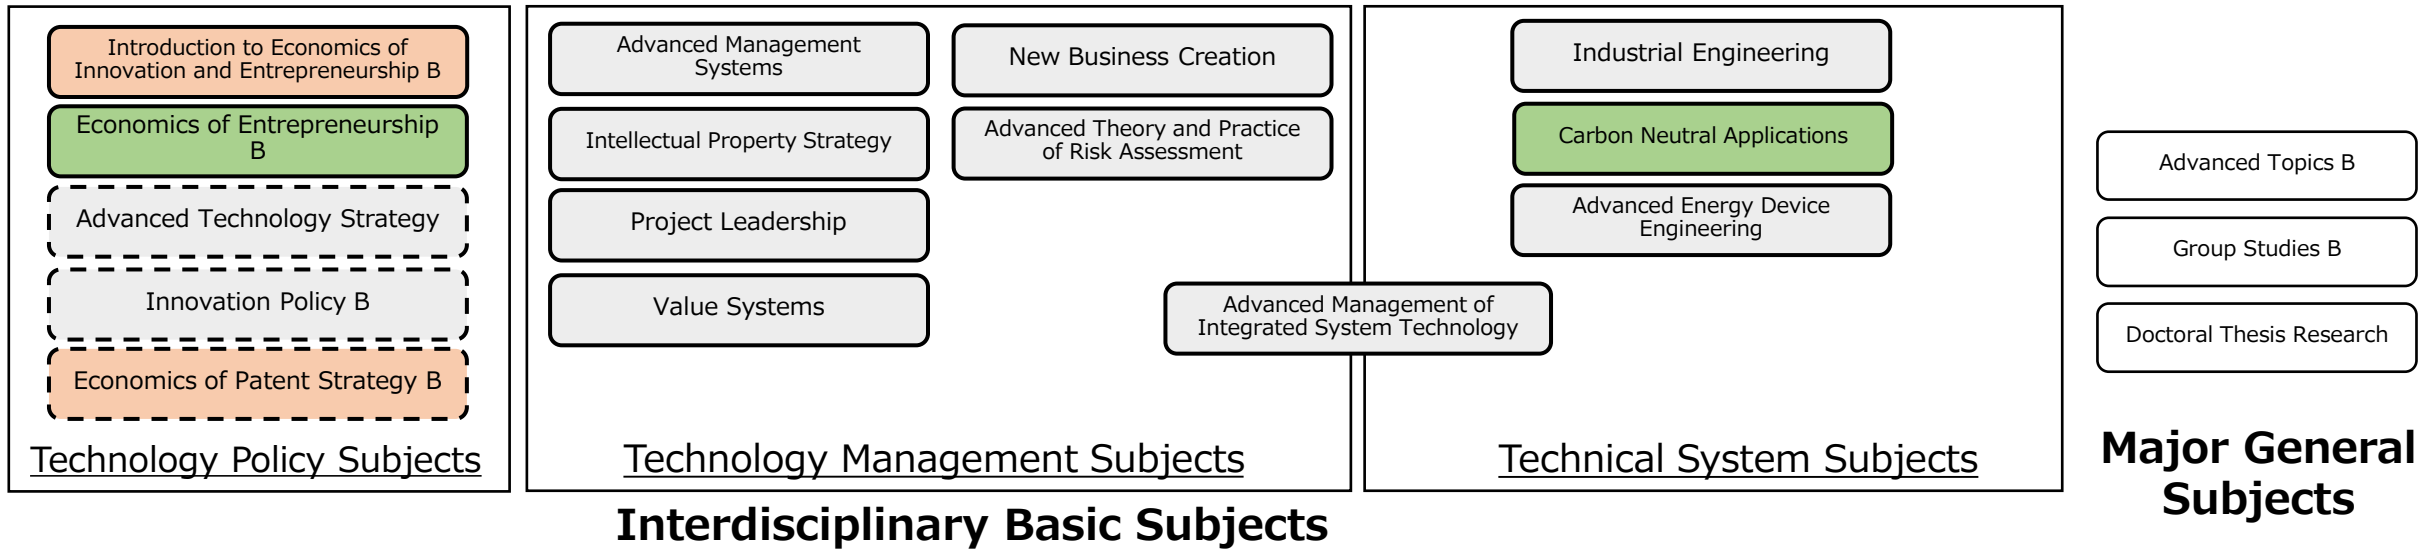 Introduction to Economics of
Innovation and Entrepreneurship B
Economics of Entrepreneurship
B
Advanced Technology Strategy
Innovation Policy B
Economics of Patent Strategy B
Technology Policy Subjects
Advanced Management
Systems
Intellectual Property Strategy
Project Leadership
Value Systems
New Business Creation
Advanced Theory and Practice
of Risk Assessment
Advanced Management of
Integrated System Technology
Technology Management Subjects
Industrial Engineering
Carbon Neutral Applications
Advanced Energy Device
Engineering
Technical System Subjects
Interdisciplinary Basic Subjects
Advanced Topics B
Group Studies B
Doctoral Thesis Research
Major General
Subjects